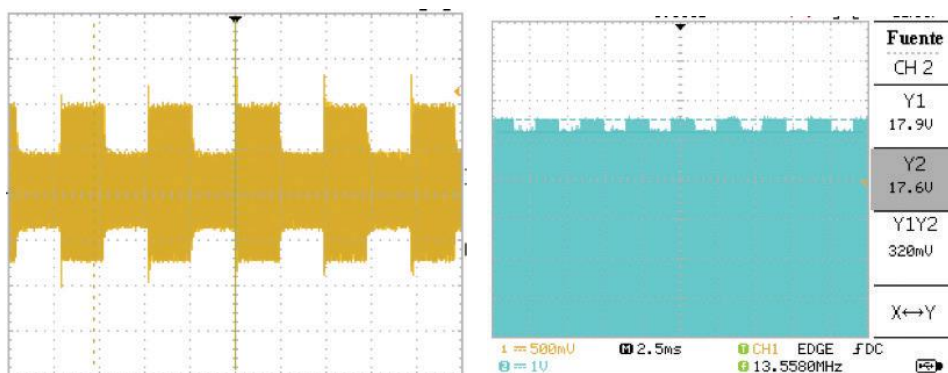 Fuente
CH 2
Y1
17.9V
Y2
17.6V
Y1Y2
320mV
X↔Y
1 ⎓ 500mV M 2.5ms T CH1 EDGE ƒDC
2 ⎓ 1V f 13.5580MHz